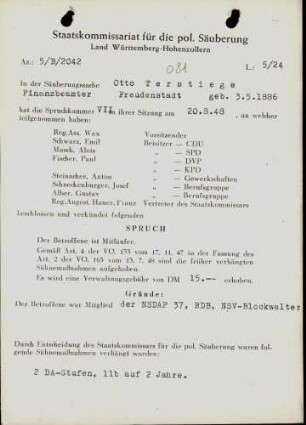 Staatskommissariat für die pol. Säuberung
Land Württemberg-Hohenzollern
Az.: 5/B/2042 081 L.: 5/24
In der Säuberungssache Otto Terstiege
Finanzbeamter Freudenstadt geb. 3.5.1886
hat die Spruchkammer VII in ihrer Sitzung am 20.8.48, an welcher
teilgenommen haben:
Reg.Ass. Wax Vorsitzender
Schwarz, Emil Beisitzer — CDU
Munk, Alois „ — SPD
„ — DVP
Fischer, Paul „ — KPD
Steinacher, Anton „ — Gewerkschaften
Schneckenburger, Josef „ — Berufsgruppe
Alber, Gustav „ — Berufsgruppe
Reg.August. Hauer, Franz Vertreter des Staatskommissars
beschlossen und verkündet folgenden
SPRUCH
Der Betroffene ist Mitläufer.
Gemäß Art. 4 der VO. 133 vom 17. 11. 47 in der Fassung des
Art. 2 der VO. 165 vom 13. 7. 48 sind die früher verhängten
Sühnemaßnahmen aufgehoben.
Es wird eine Verwaltungsgebühr von DM 15.— erhoben.
Gründe:
Der Betroffene war Mitglied der NSDAP 37, RDB, NSV-Blockwalter
Durch Entscheidung des Staatskommissars für die pol. Säuberung waren fol-
gende Sühnemaßnahmen verhängt worden:
2 DA-Stufen, 11b auf 2 Jahre.